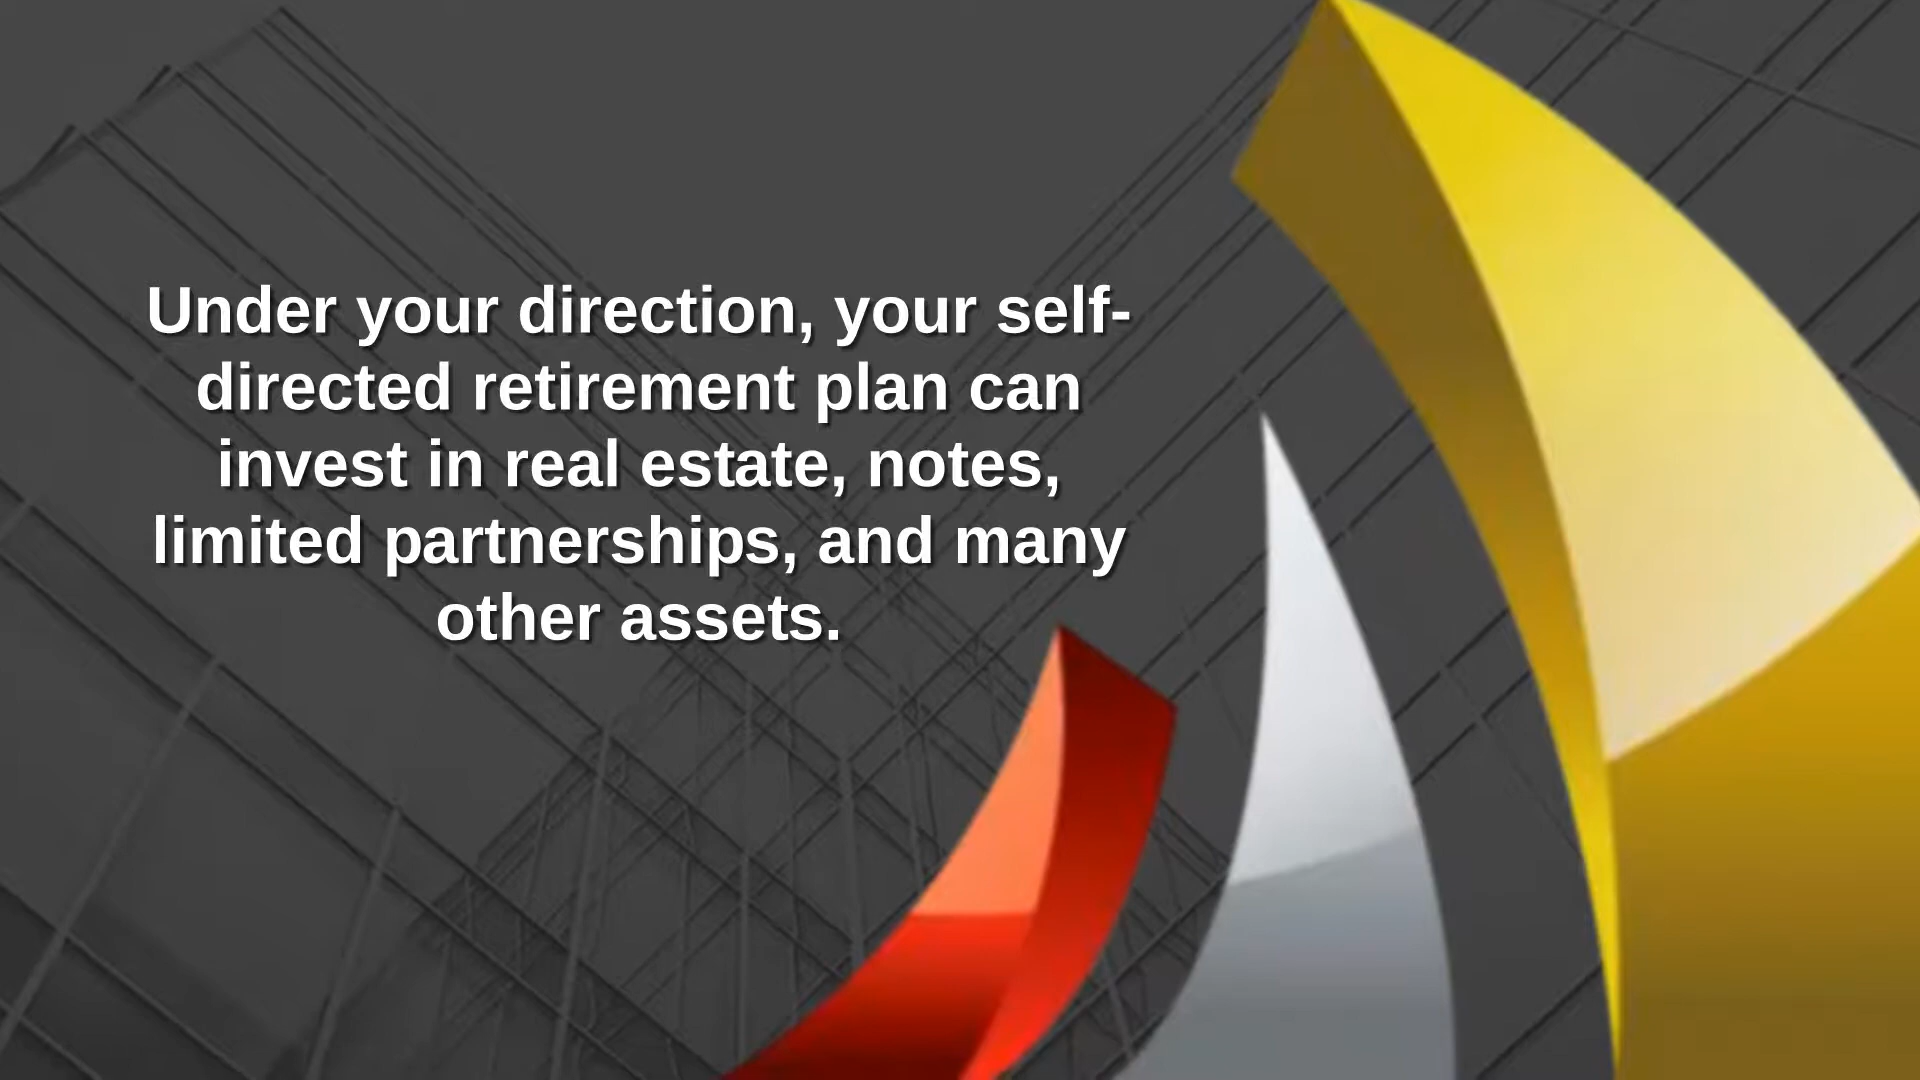 Under your direction, your self-
directed retirement plan can
invest in real estate, notes,
limited partnerships, and many
other assets.